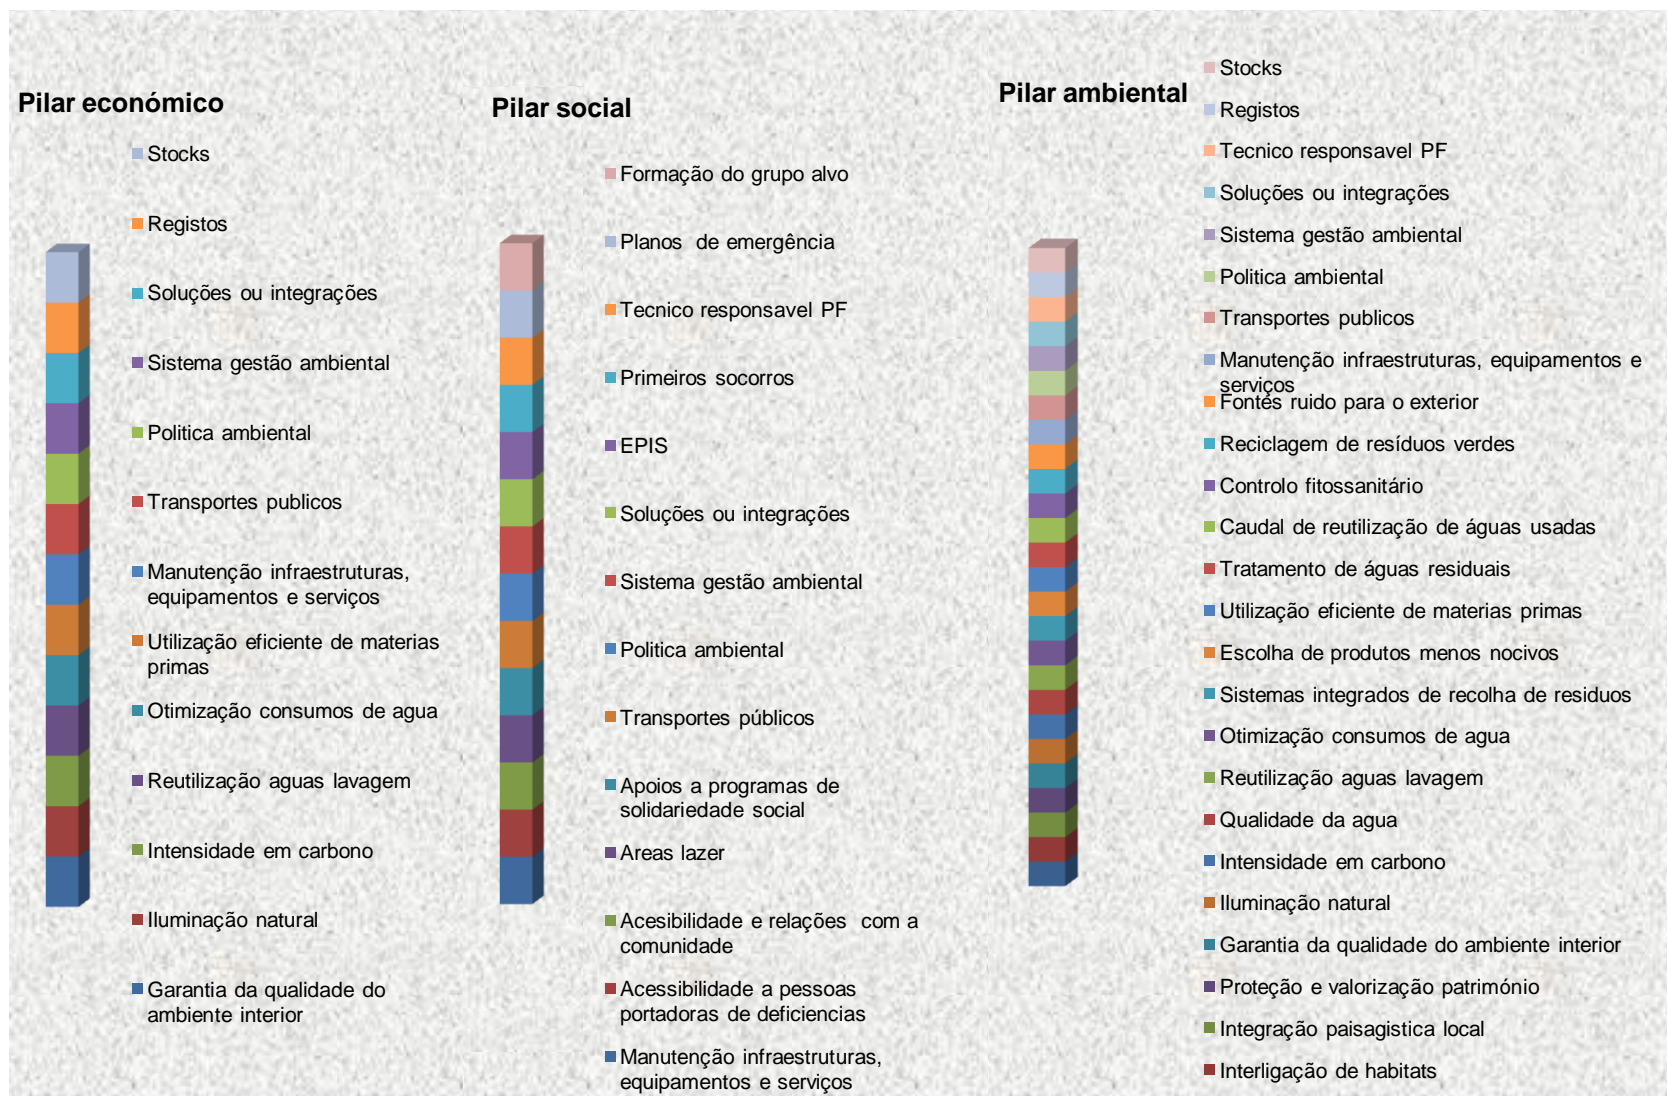 Pilar económico
Stocks
Registos
Soluções ou integrações
Sistema gestão ambiental
Politica ambiental
Transportes publicos
Manutenção infraestruturas,
equipamentos e serviços
Utilização eficiente de materias
primas
Otimização consumos de agua
Reutilização aguas lavagem
Intensidade em carbono
Iluminação natural
Garantia da qualidade do
ambiente interior
Pilar social
Formação do grupo alvo
Planos de emergência
Tecnico responsavel PF
Primeiros socorros
EPIS
Soluções ou integrações
Sistema gestão ambiental
Politica ambiental
Transportes públicos
Apoios a programas de
solidariedade social
Areas lazer
Acesibilidade e relações com a
comunidade
Acessibilidade a pessoas
portadoras de deficiencias
Manutenção infraestruturas,
equipamentos e serviços
Pilar ambiental
Stocks
Registos
Tecnico responsavel PF
Soluções ou integrações
Sistema gestão ambiental
Politica ambiental
Transportes publicos
Manutenção infraestruturas, equipamentos e
serviços
Fontes ruido para o exterior
Reciclagem de resíduos verdes
Controlo fitossanitário
Caudal de reutilização de águas usadas
Tratamento de águas residuais
Utilização eficiente de materias primas
Escolha de produtos menos nocivos
Sistemas integrados de recolha de residuos
Otimização consumos de agua
Reutilização aguas lavagem
Qualidade da agua
Intensidade em carbono
Iluminação natural
Garantia da qualidade do ambiente interior
Proteção e valorização património
Integração paisagistica local
Interligação de habitats